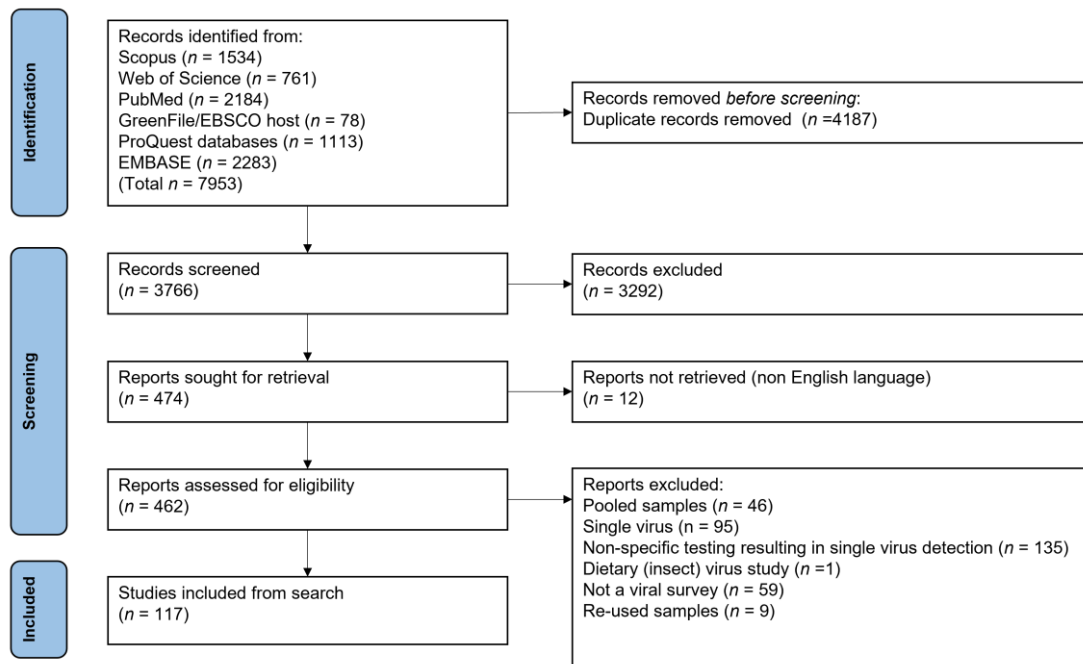 Identification
Records identified from:
Scopus (n = 1534)
Web of Science (n = 761)
PubMed (n = 2184)
GreenFile/EBSCO host (n = 78)
ProQuest databases (n = 1113)
EMBASE (n = 2283)
(Total n = 7953)
Records removed before screening:
Duplicate records removed (n =4187)
Screening
Records screened
(n = 3766)
Records excluded
(n = 3292)
Reports sought for retrieval
(n = 474)
Reports not retrieved (non English language)
(n = 12)
Reports assessed for eligibility
(n = 462)
Reports excluded:
Pooled samples (n = 46)
Single virus (n = 95)
Non-specific testing resulting in single virus detection (n = 135)
Dietary (insect) virus study (n =1)
Not a viral survey (n = 59)
Re-used samples (n = 9)
Included
Studies included from search
(n = 117)